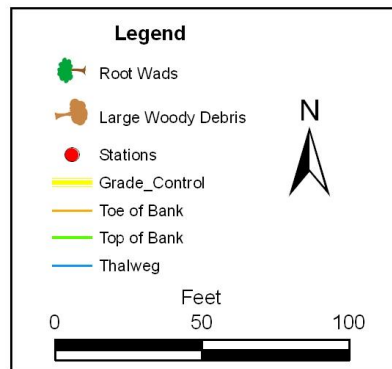 Legend
Root Wads
Large Woody Debris
Stations
Grade_Control
Toe of Bank
Top of Bank
Thalweg
N
Feet
0 50 100